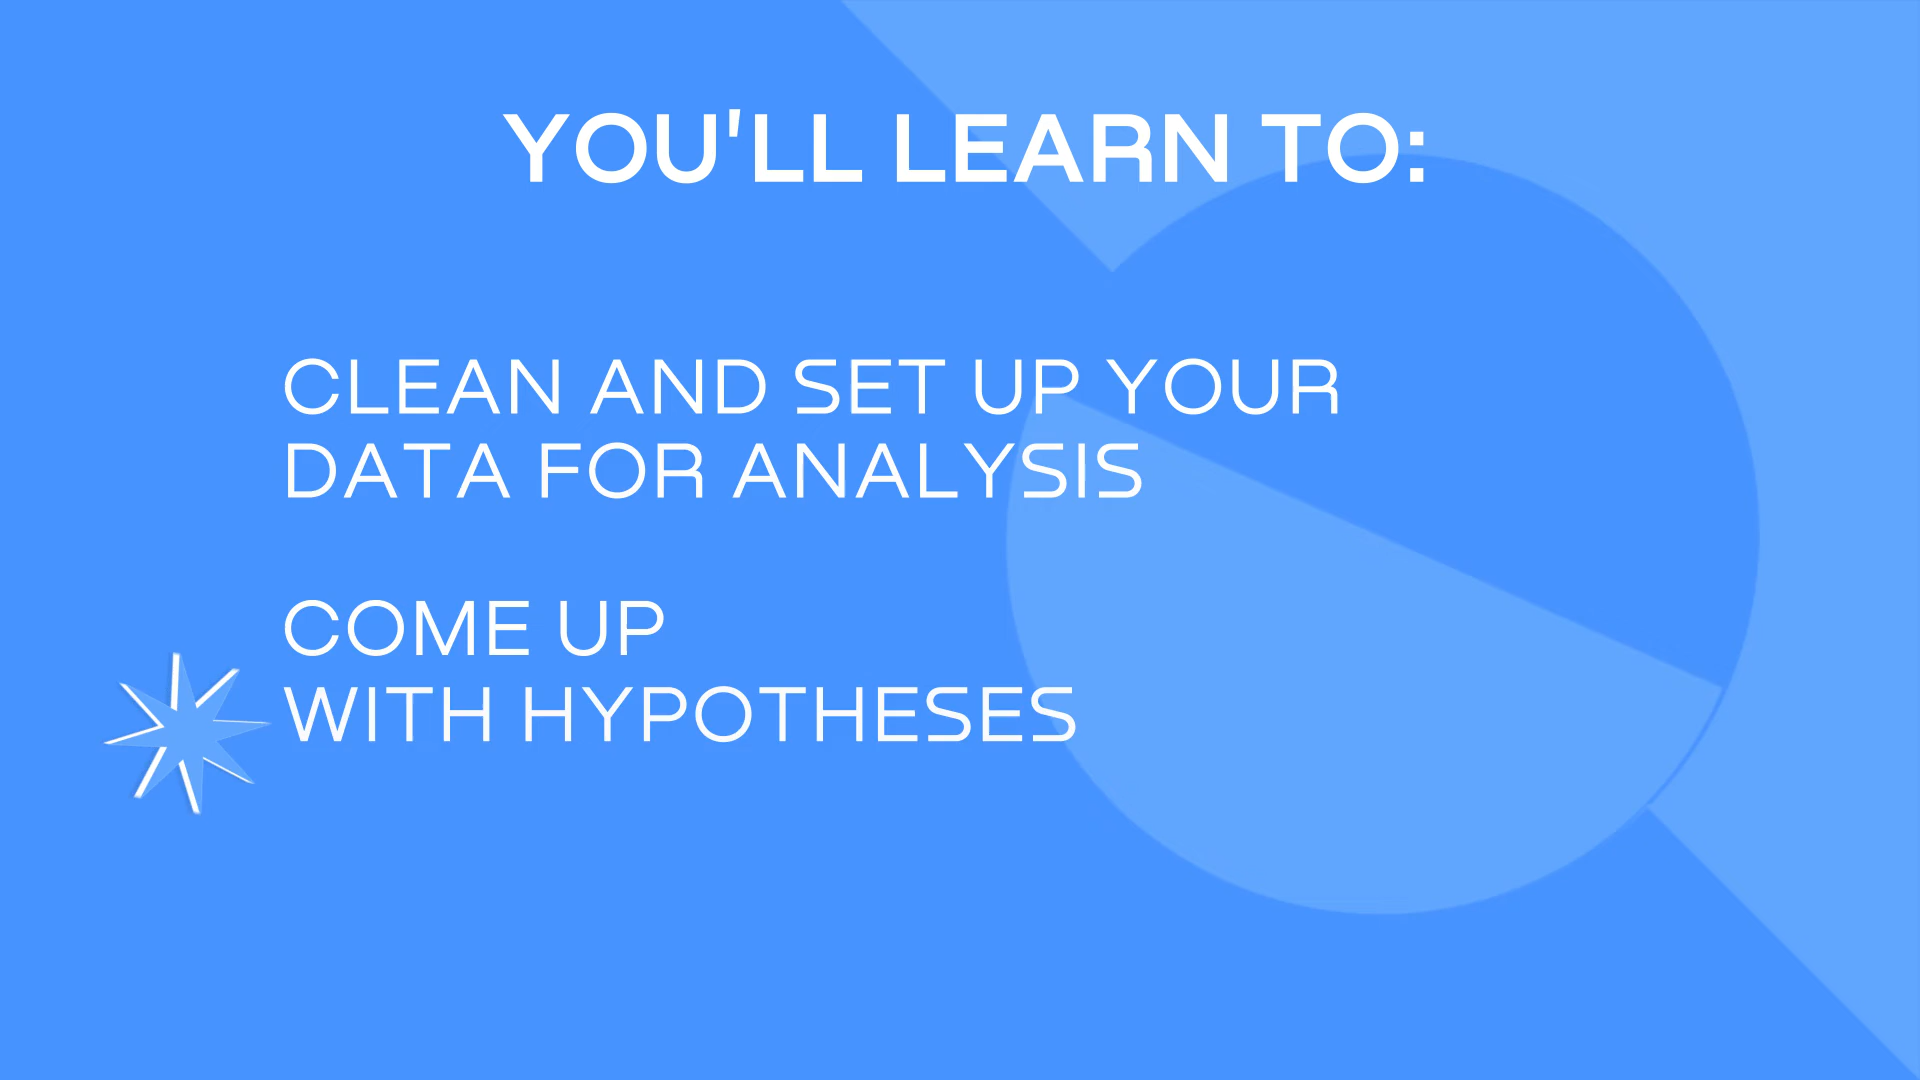 YOU'LL LEARN TO:
CLEAN AND SET UP YOUR
DATA FOR ANALYSIS
COME UP
WITH HYPOTHESES